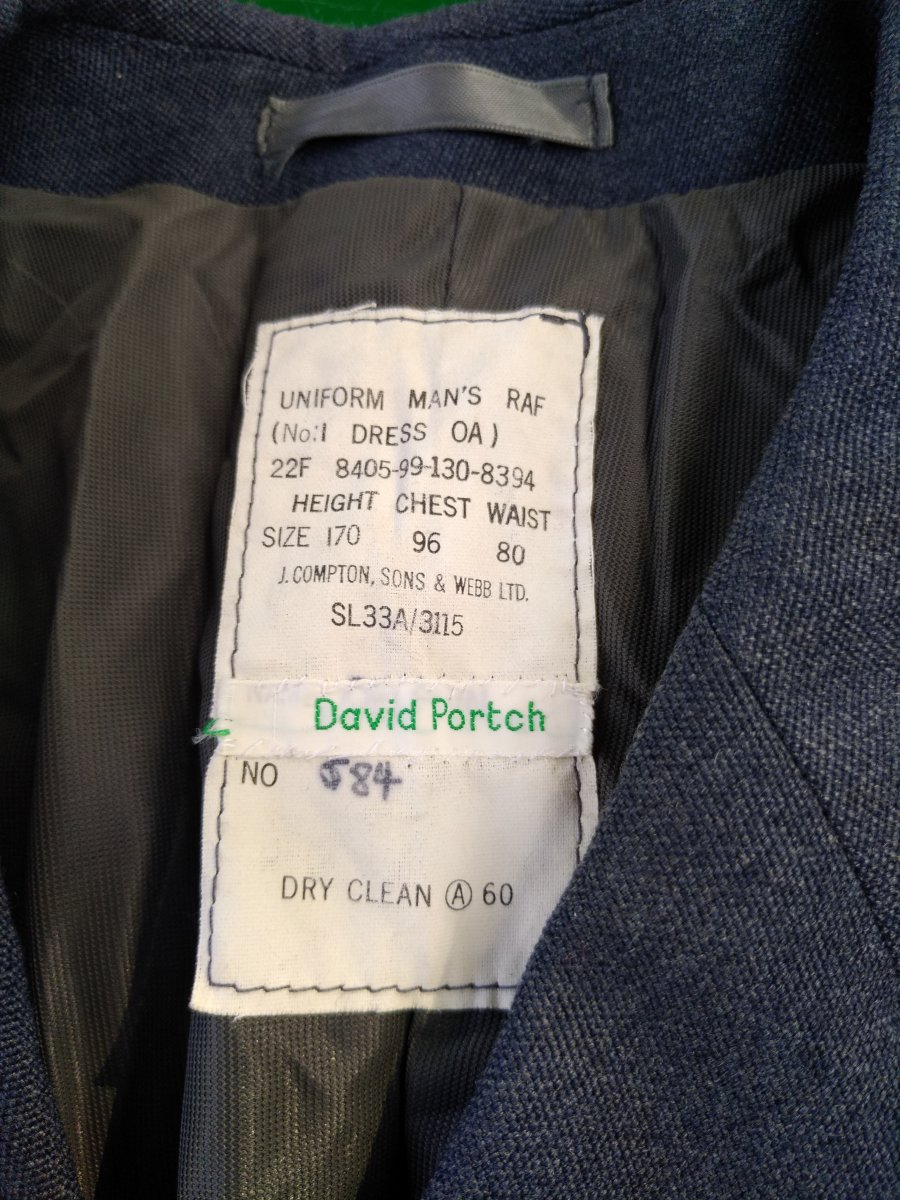 UNIFORM MAN'S RAF
(No:1 DRESS OA)
22F 8405-99-130-8394
HEIGHT CHEST WAIST
SIZE 170 96 80
J. COMPTON, SONS & WEBB LTD.
SL33A/3115
David Portch
NO 584
DRY CLEAN Ⓐ 60